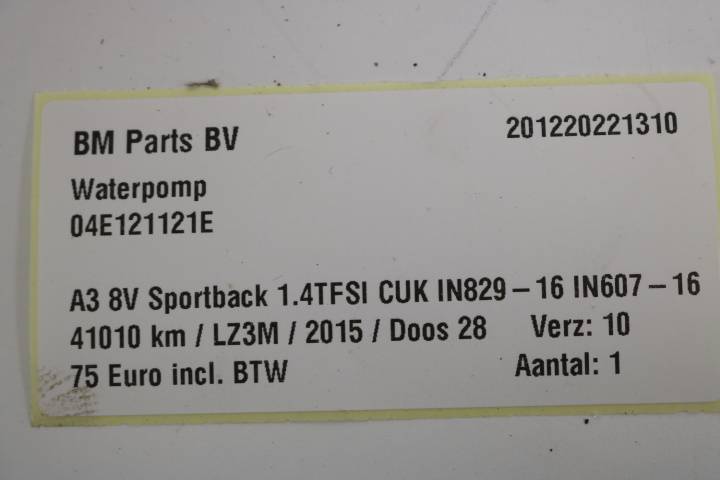 BM Parts BV 201220221310
Waterpomp
04E121121E
A3 8V Sportback 1.4TFSI CUK IN829 – 16 IN607 – 16
41010 km / LZ3M / 2015 / Doos 28 Verz: 10
75 Euro incl. BTW Aantal: 1